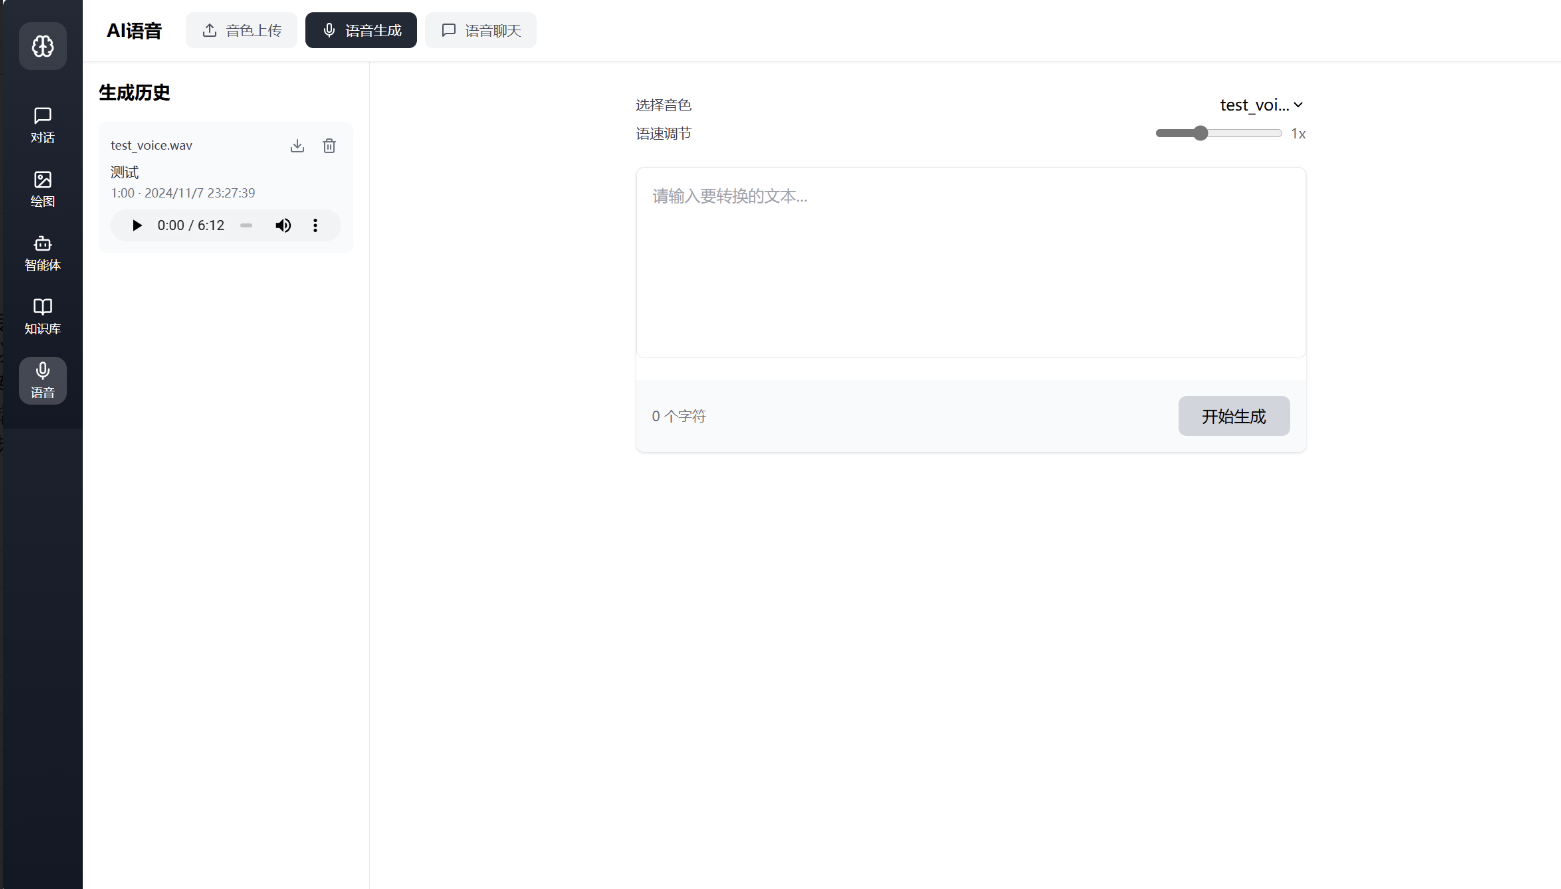 AI语音
音色上传
语音生成
语音聊天
对话
绘图
智能体
知识库
语音
生成历史
test_voice.wav
测试
1:00 · 2024/11/7 23:27:39
0:00 / 6:12
选择音色
test_voi...
语速调节
1x
请输入要转换的文本...
0 个字符
开始生成